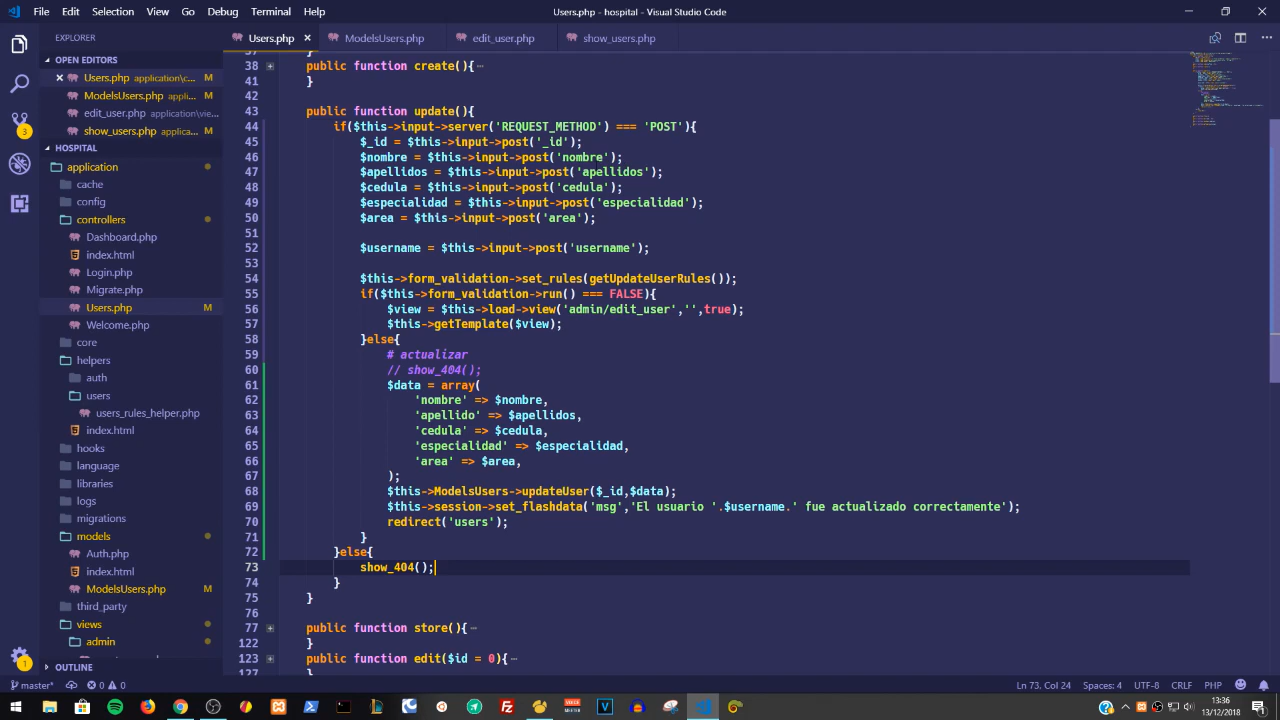 File Edit Selection View Go Debug Terminal Help
Users.php - hospital - Visual Studio Code
EXPLORER
Users.php
ModelsUsers.php
edit_user.php
show_users.php
OPEN EDITORS
Users.php application\c... M
ModelsUsers.php appli... M
edit_user.php application\vie...
show_users.php applica... M
HOSPITAL
application
cache
config
controllers
Dashboard.php
index.html
Login.php
Migrate.php
Users.php M
Welcome.php
core
helpers
auth
users
users_rules_helper.php
index.html
hooks
language
libraries
logs
migrations
models
Auth.php
index.html
ModelsUsers.php M
third_party
views
admin
OUTLINE
37 }
38 public function create(){
41 }
42
43 public function update(){
44 if($this->input->server('REQUEST_METHOD') === 'POST'){
45 $_id = $this->input->post('_id');
46 $nombre = $this->input->post('nombre');
47 $apellidos = $this->input->post('apellidos');
48 $cedula = $this->input->post('cedula');
49 $especialidad = $this->input->post('especialidad');
50 $area = $this->input->post('area');
51
52 $username = $this->input->post('username');
53
54 $this->form_validation->set_rules(getUpdateUserRules());
55 if($this->form_validation->run() === FALSE){
56 $view = $this->load->view('admin/edit_user','',true);
57 $this->getTemplate($view);
58 }else{
59 # actualizar
60 // show_404();
61 $data = array(
62 'nombre' => $nombre,
63 'apellido' => $apellidos,
64 'cedula' => $cedula,
65 'especialidad' => $especialidad,
66 'area' => $area,
67 );
68 $this->ModelsUsers->updateUser($_id,$data);
69 $this->session->set_flashdata('msg','El usuario '.$username.' fue actualizado correctamente');
70 redirect('users');
71 }
72 }else{
73 show_404();
74 }
75 }
76
77 public function store(){
122 }
123 public function edit($id = 0){
127 }
3
1
master* 0 0
Ln 73, Col 24 Spaces: 4 UTF-8 CRLF PHP
13:36
13/12/2018